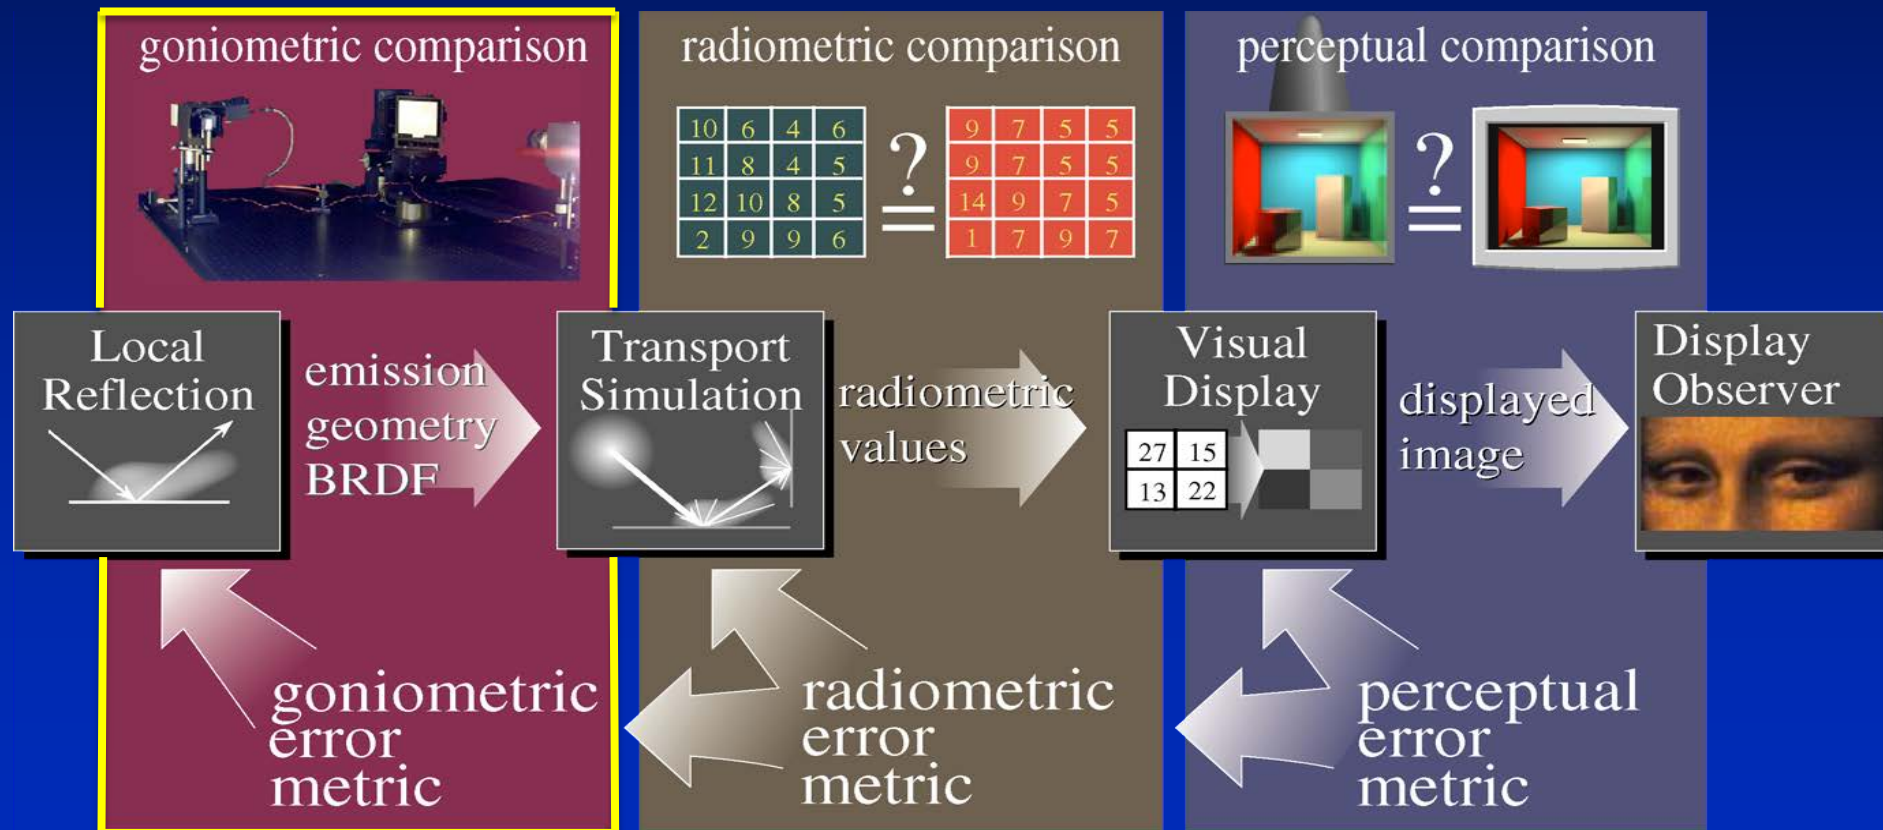 goniometric comparison
radiometric comparison
perceptual comparison
10 6 4 6
11 8 4 5
12 10 8 5
2 9 9 6
?
=
9 7 5 5
9 7 5 5
14 9 7 5
1 7 9 7
?
=
Local
Reflection
emission
geometry
BRDF
Transport
Simulation
radiometric
values
Visual
Display
27 15
13 22
displayed
image
Display
Observer
goniometric
error
metric
radiometric
error
metric
perceptual
error
metric